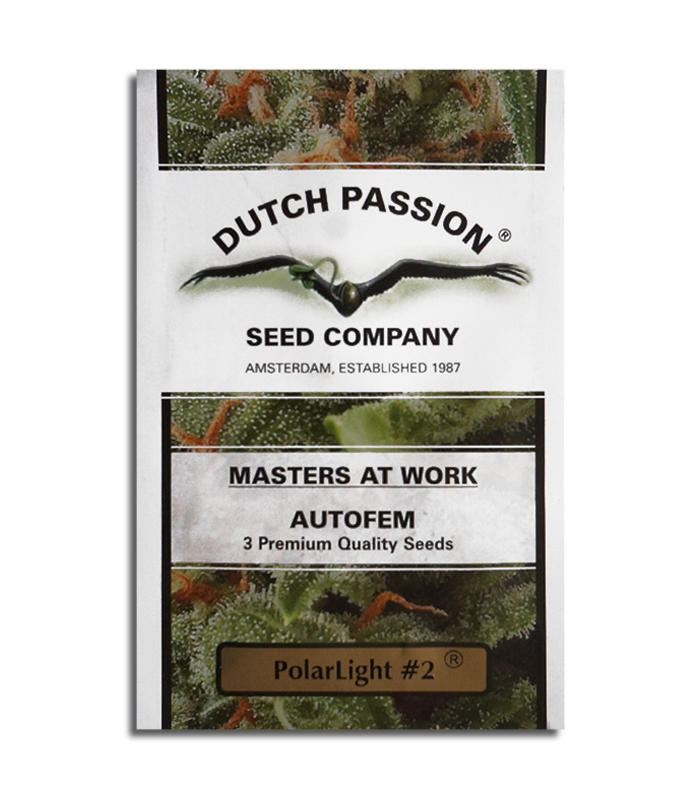 DUTCH PASSION ®
SEED COMPANY
AMSTERDAM, ESTABLISHED 1987
MASTERS AT WORK
AUTOFEM
3 Premium Quality Seeds
PolarLight #2 ®